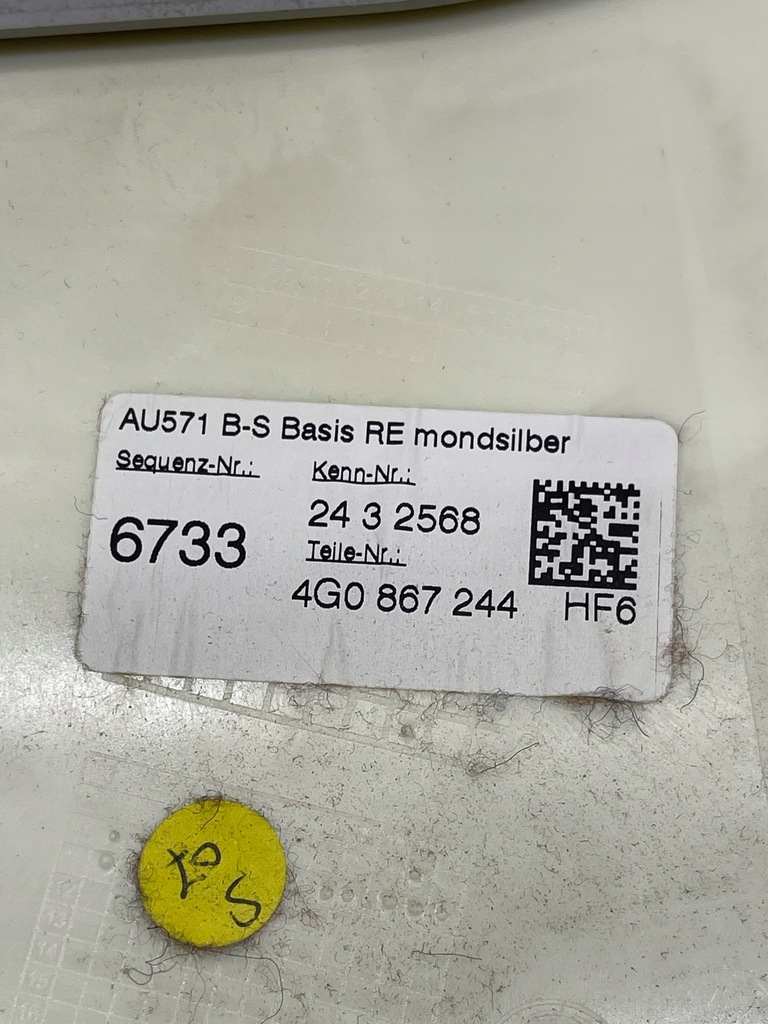 AU571 B-S Basis RE mondsilber
Sequenz-Nr.: Kenn-Nr.:
24 3 2568
6733
Teile-Nr.:
4G0 867 244 HF6